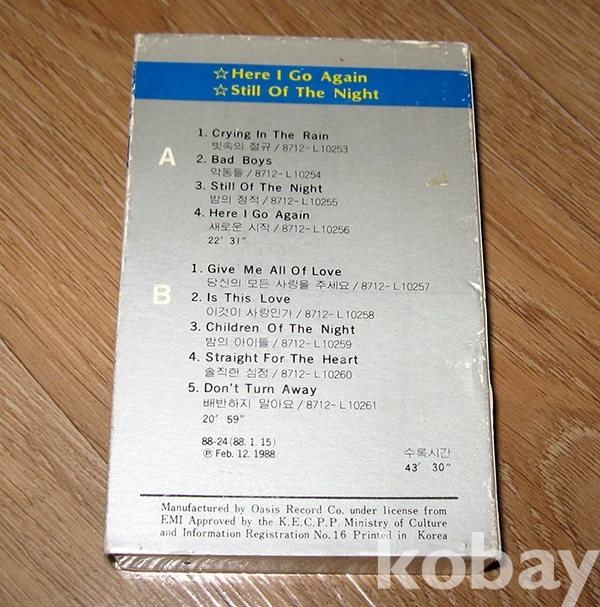 ☆Here I Go Again
☆Still Of The Night
A
1. Crying In The Rain
빗속의 절규/8712-L10253
2. Bad Boys
악동들/8712-L10254
3. Still Of The Night
밤의 정적/8712-L10255
4. Here I Go Again
새로운 시작/8712-L10256
22′ 31″
B
1. Give Me All Of Love
당신의 모든 사랑을 주세요/8712-L10257
2. Is This Love
이것이 사랑인가/8712-L10258
3. Children Of The Night
밤의 아이들/8712-L10259
4. Straight For The Heart
솔직한 심정/8712-L10260
5. Don't Turn Away
배반하지 말아요/8712-L10261
20′ 59″
88-24(88.1.15)
Ⓟ Feb. 12. 1988
수록시간
43′ 30″
Manufactured by Oasis Record Co. under license from
EMI Approved by the K.E.C.P.P. Ministry of Culture
and Information Registration No.16 Printed in Korea
kobay